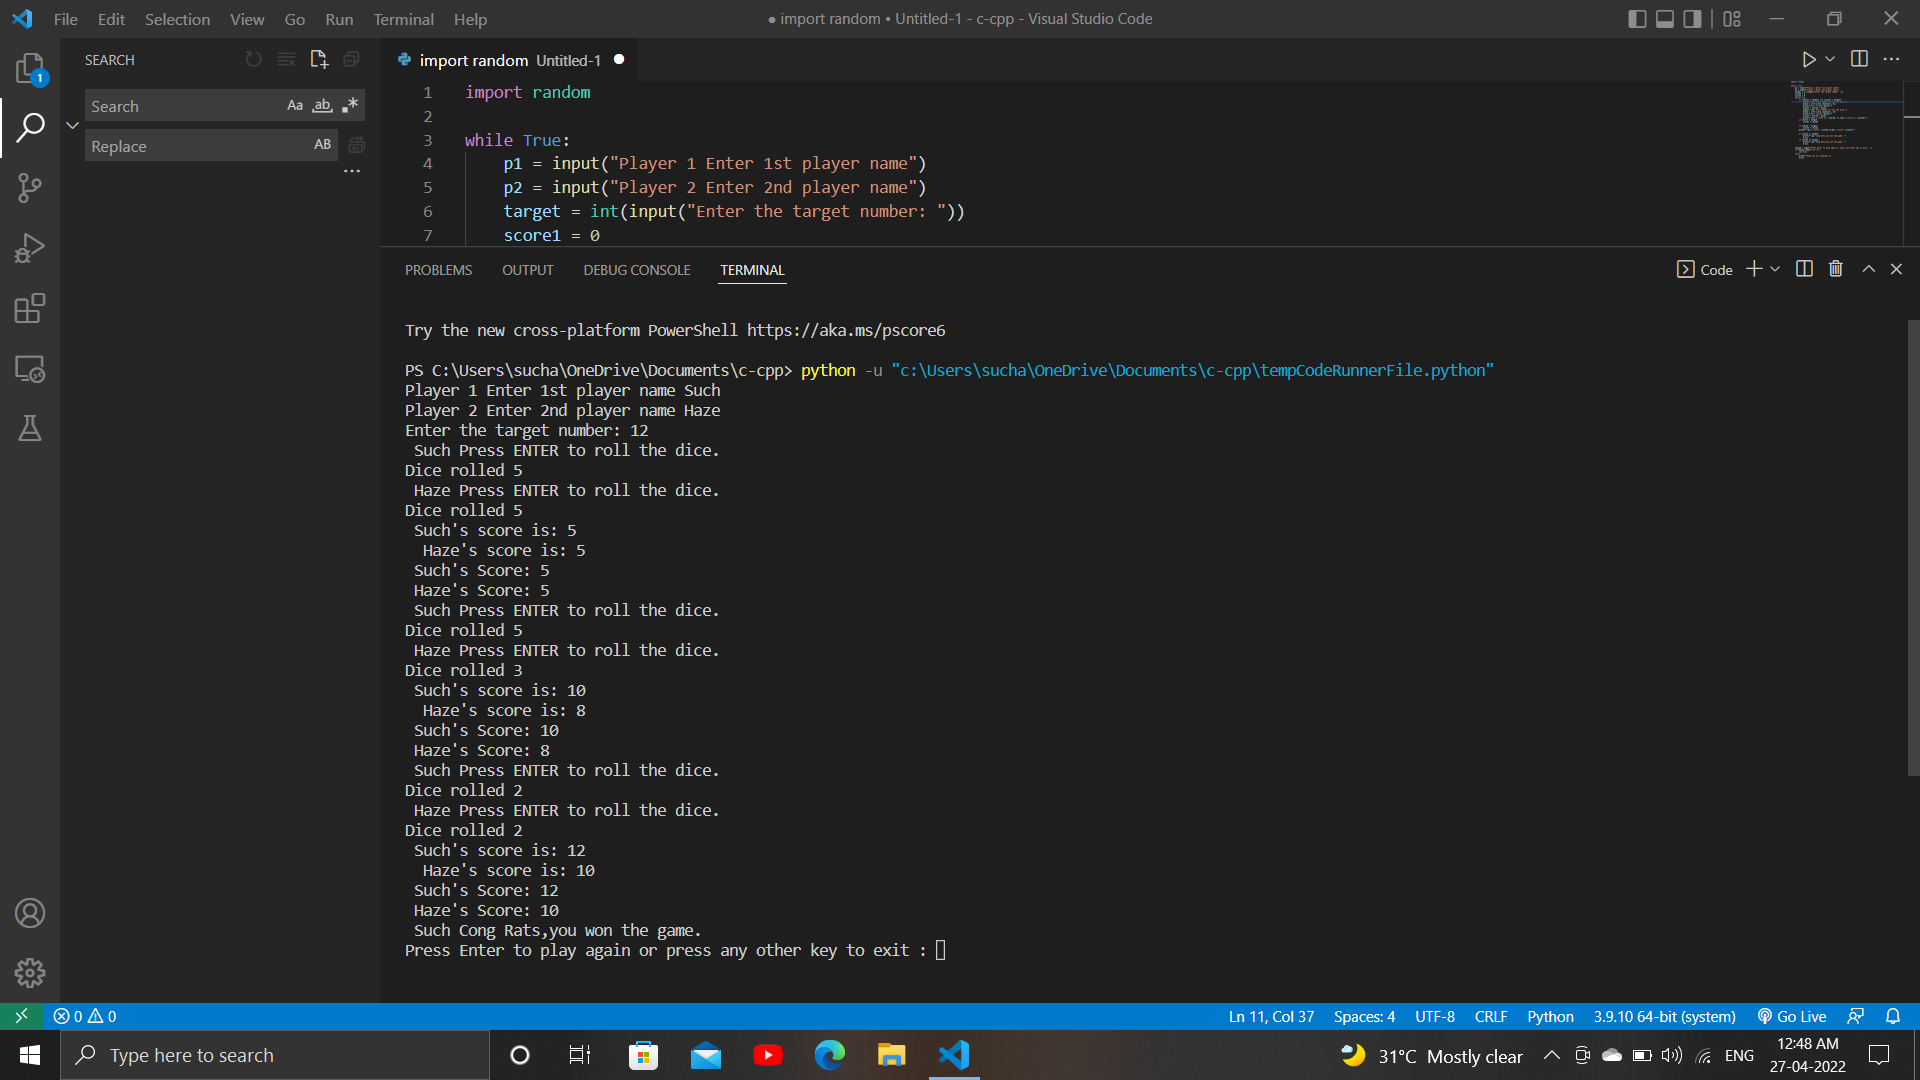 File Edit Selection View Go Run Terminal Help
● import random • Untitled-1 - c-cpp - Visual Studio Code
1
SEARCH
Search
Aa ab .*
Replace
AB
...
import random Untitled-1 ●
1 import random
2
3 while True:
4 p1 = input("Player 1 Enter 1st player name")
5 p2 = input("Player 2 Enter 2nd player name")
6 target = int(input("Enter the target number: "))
7 score1 = 0
PROBLEMS OUTPUT DEBUG CONSOLE TERMINAL
Code
Try the new cross-platform PowerShell https://aka.ms/pscore6
PS C:\Users\sucha\OneDrive\Documents\c-cpp> python -u "c:\Users\sucha\OneDrive\Documents\c-cpp\tempCodeRunnerFile.python"
Player 1 Enter 1st player name Such
Player 2 Enter 2nd player name Haze
Enter the target number: 12
Such Press ENTER to roll the dice.
Dice rolled 5
Haze Press ENTER to roll the dice.
Dice rolled 5
Such's score is: 5
Haze's score is: 5
Such's Score: 5
Haze's Score: 5
Such Press ENTER to roll the dice.
Dice rolled 5
Haze Press ENTER to roll the dice.
Dice rolled 3
Such's score is: 10
Haze's score is: 8
Such's Score: 10
Haze's Score: 8
Such Press ENTER to roll the dice.
Dice rolled 2
Haze Press ENTER to roll the dice.
Dice rolled 2
Such's score is: 12
Haze's score is: 10
Such's Score: 12
Haze's Score: 10
Such Cong Rats,you won the game.
Press Enter to play again or press any other key to exit :
0 0
Ln 11, Col 37 Spaces: 4 UTF-8 CRLF Python 3.9.10 64-bit (system) Go Live
Type here to search
31°C Mostly clear
ENG
12:48 AM
27-04-2022